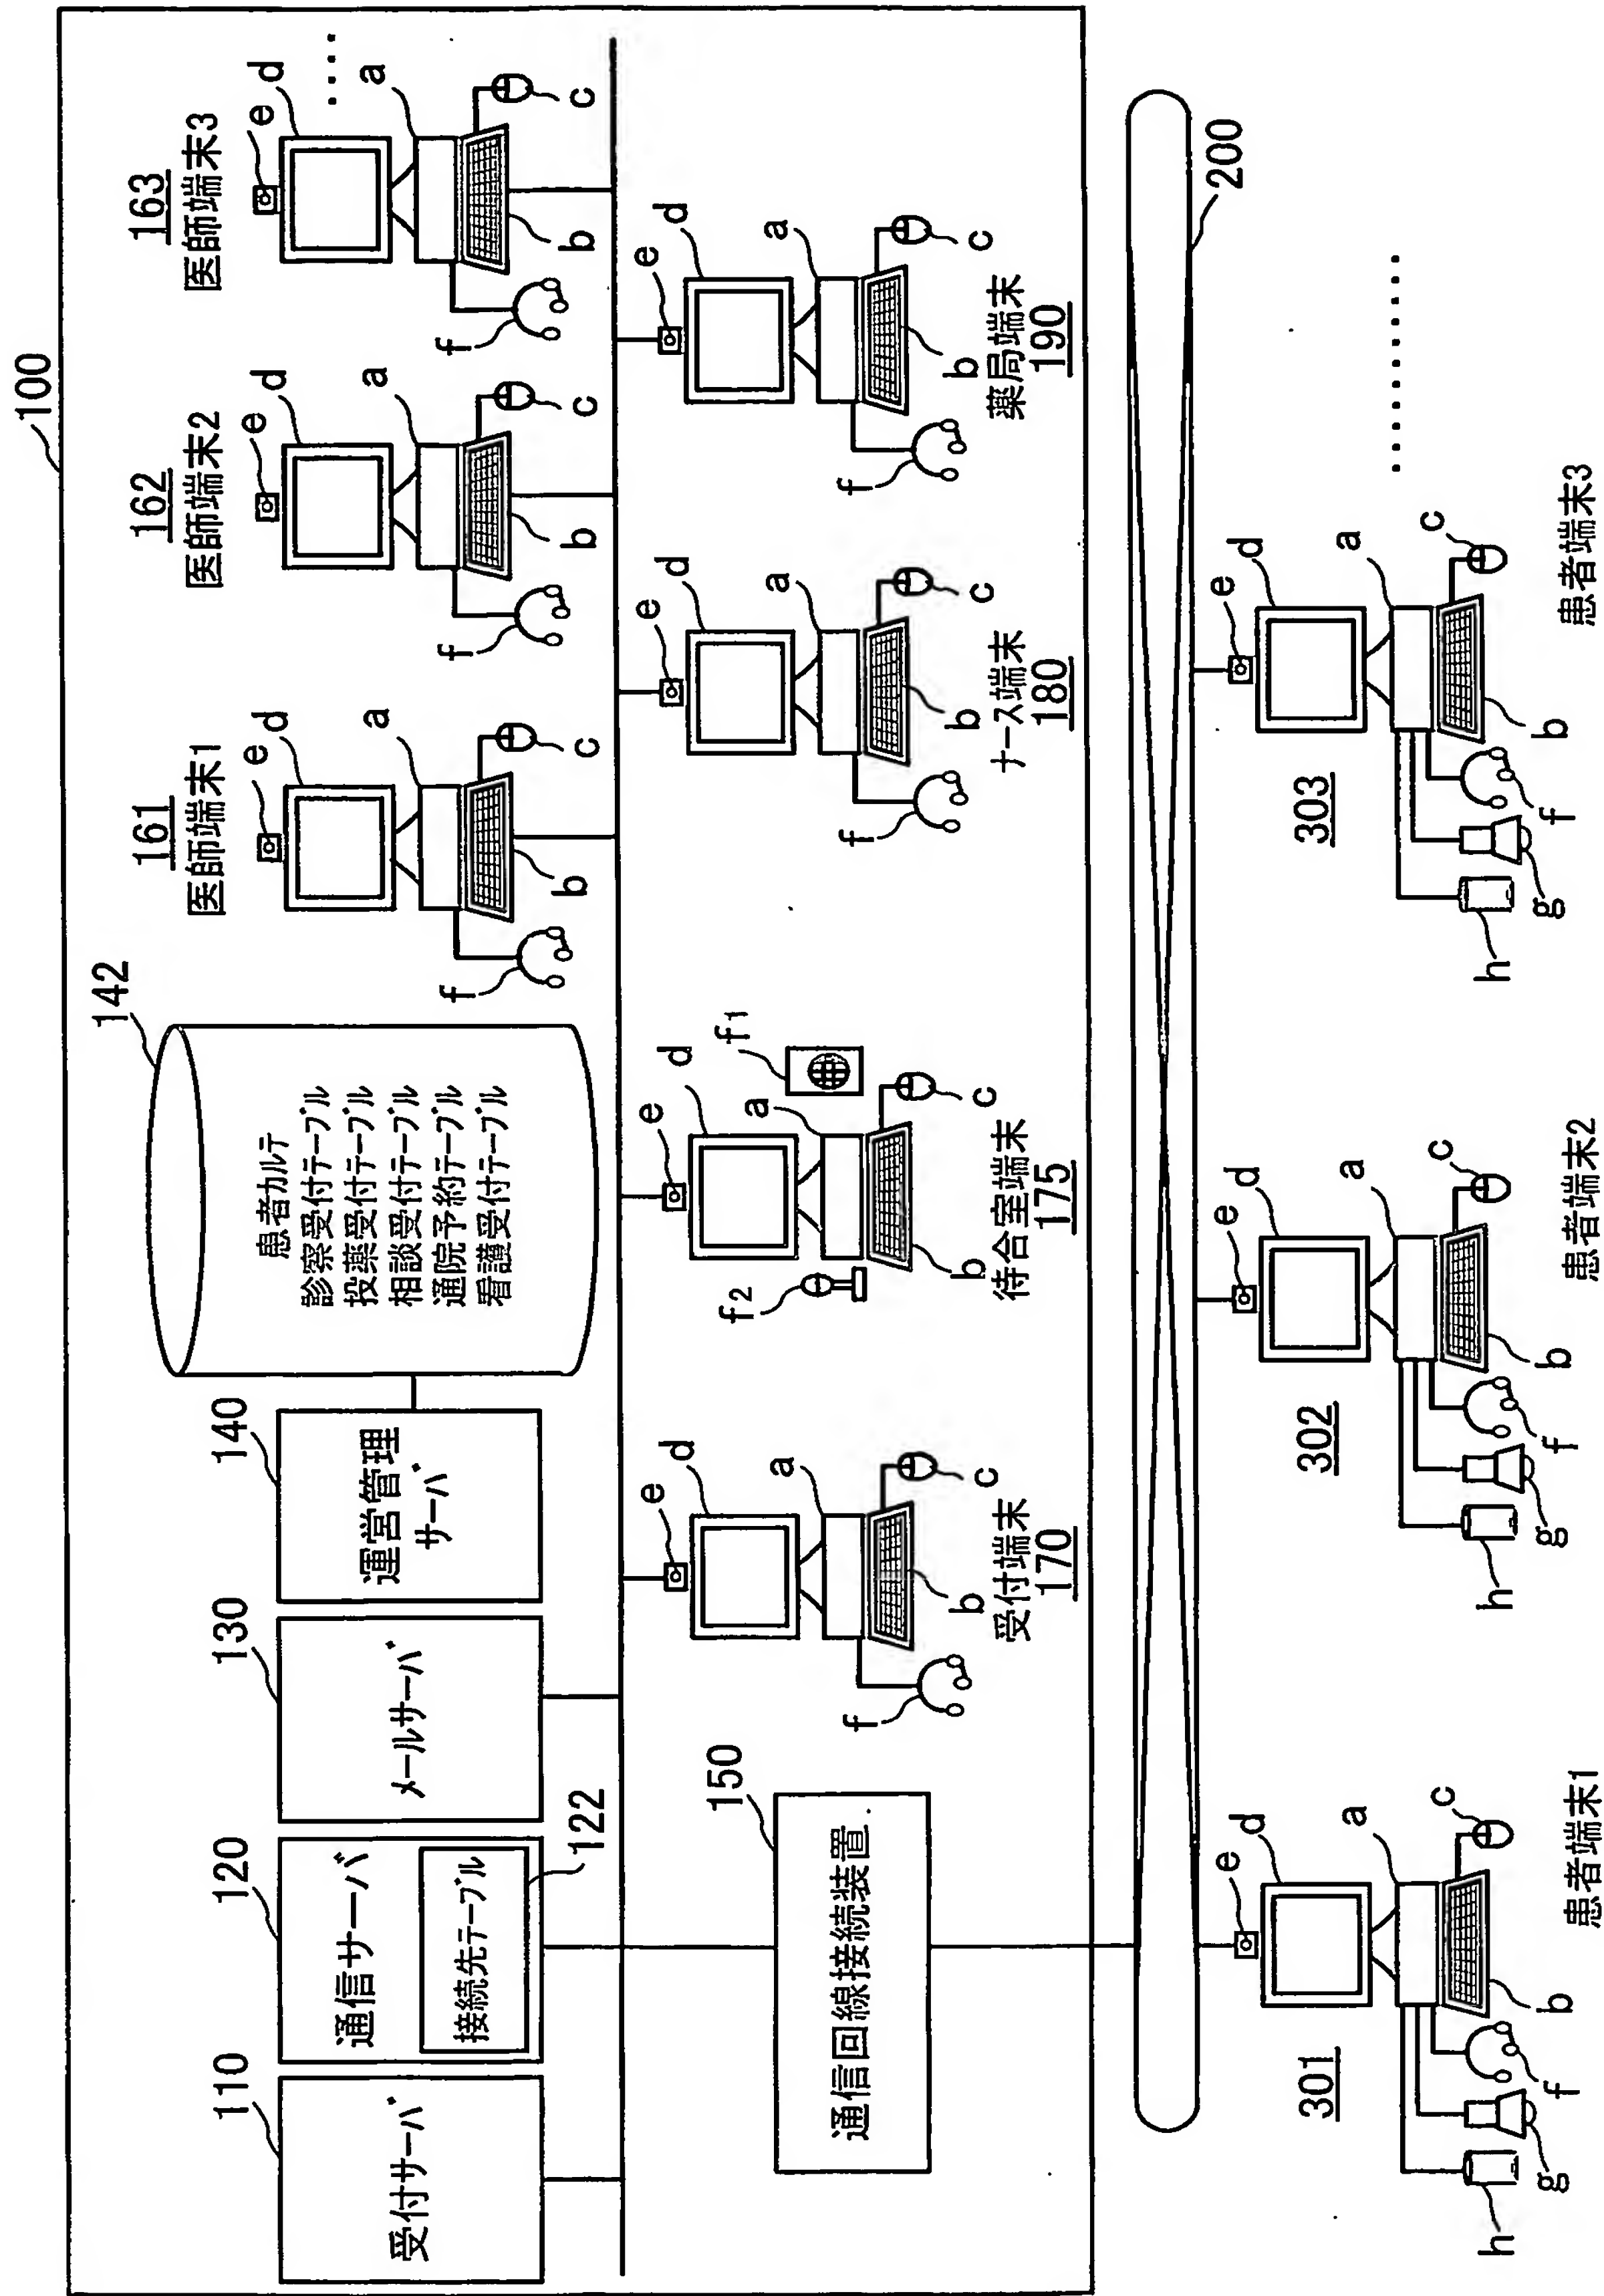 100
110
受付サーバ
120
通信サーバ
接続先テーブル
122
130
メールサーバ
140
運営管理
サーバ
142
患者カルテ
診察受付テーブル
投薬受付テーブル
相談受付テーブル
通院予約テーブル
看護受付テーブル
161
医師端末1
e
d
a
c
b
f
162
医師端末2
e
d
a
c
b
f
163
医師端末3
e
d
a
c
b
f
150
通信回線接続装置
e
d
a
c
b
f
受付端末
170
e
d
f1
a
c
b
f2
待合室端末
175
e
d
a
c
b
f
ナース端末
180
e
d
a
c
b
f
薬局端末
190
200
301
e
d
a
c
b
f
g
h
患者端末1
302
e
d
a
c
b
f
g
h
患者端末2
303
e
d
a
c
b
f
g
h
患者端末3